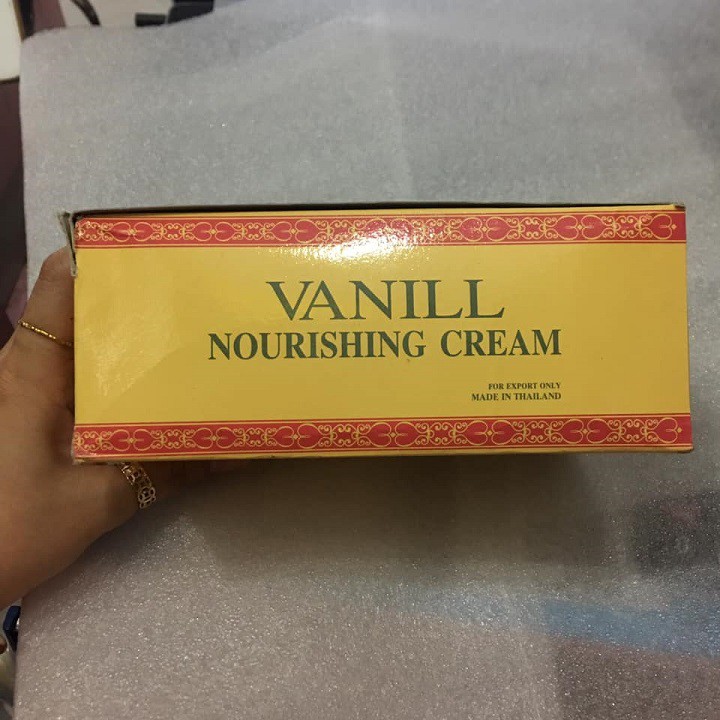 VANILL
NOURISHING CREAM
FOR EXPORT ONLY
MADE IN THAILAND